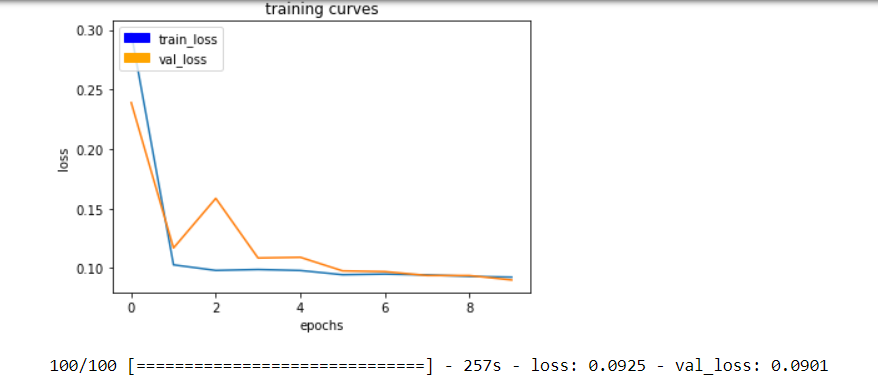 training curves
0.30
train_loss
val_loss
0.25
0.20
loss
0.15
0.10
0 2 4 6 8
epochs
100/100 [==============================] - 257s - loss: 0.0925 - val_loss: 0.0901